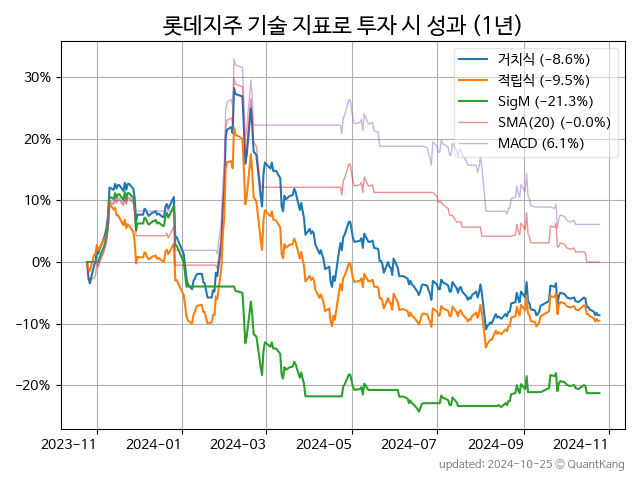 롯데지주 기술 지표로 투자 시 성과 (1년)
거치식 (-8.6%)
적립식 (-9.5%)
SigM (-21.3%)
SMA(20) (-0.0%)
MACD (6.1%)
30%
20%
10%
0%
-10%
-20%
2023-11 2024-01 2024-03 2024-05 2024-07 2024-09 2024-11
updated: 2024-10-25 © QuantKang